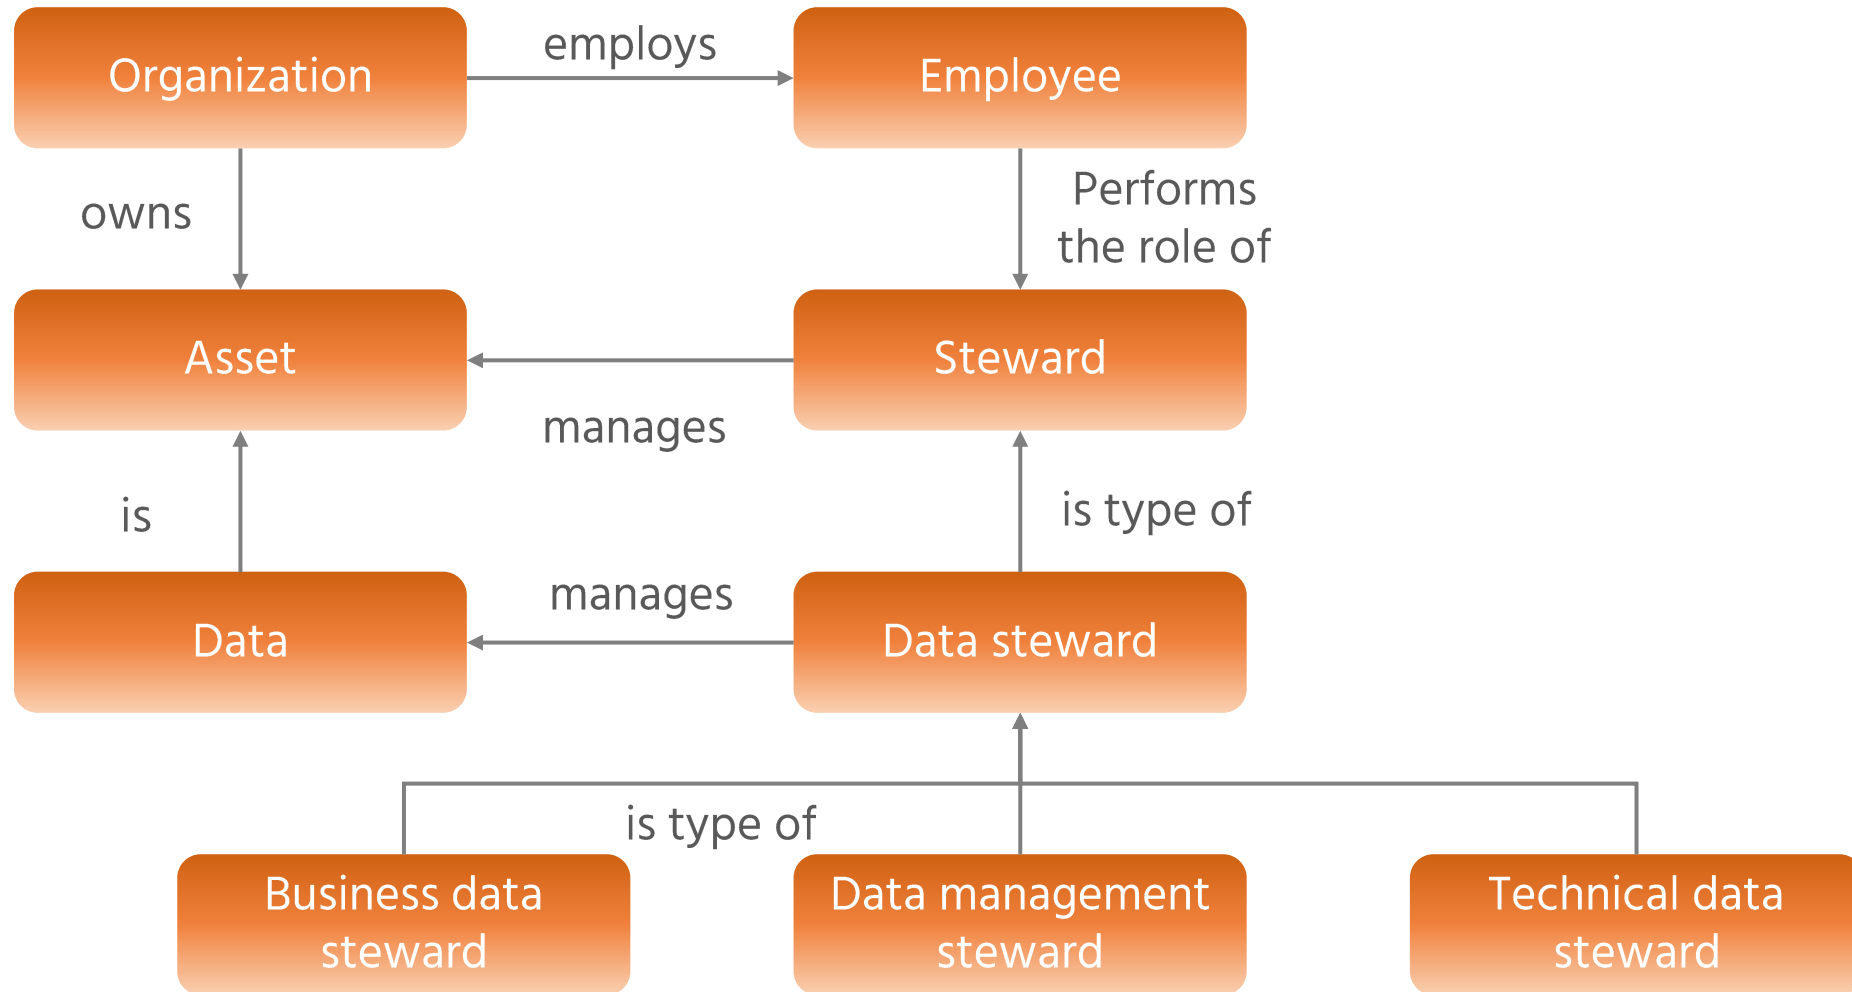 Organization
employs
Employee
owns
Performs
the role of
Asset
Steward
manages
is
is type of
Data
manages
Data steward
is type of
Business data
steward
Data management
steward
Technical data
steward